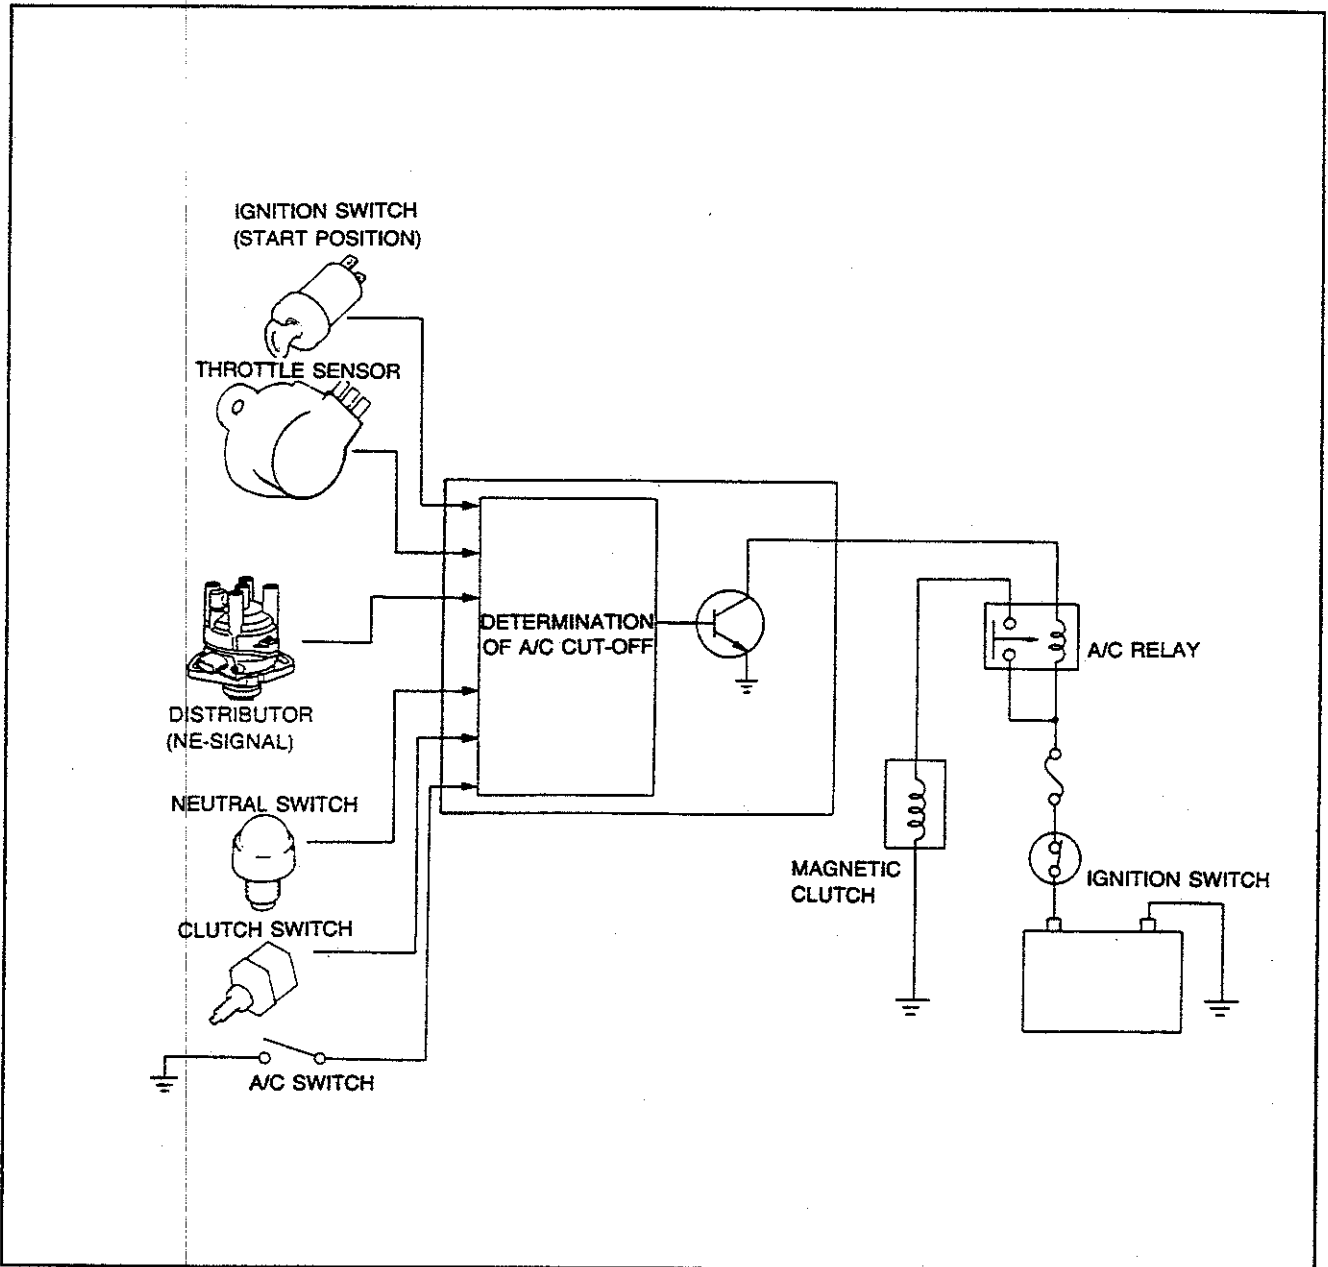 IGNITION SWITCH
(START POSITION)
THROTTLE SENSOR
DETERMINATION
OF A/C CUT-OFF
A/C RELAY
DISTRIBUTOR
(NE-SIGNAL)
NEUTRAL SWITCH
MAGNETIC
CLUTCH
IGNITION SWITCH
CLUTCH SWITCH
A/C SWITCH